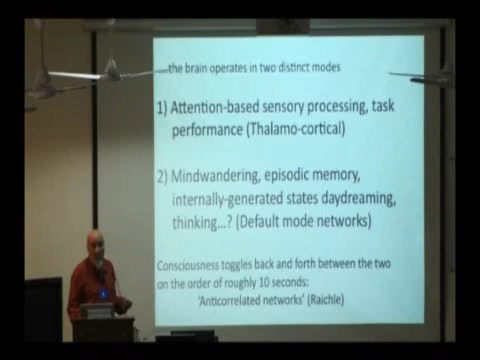 ...the brain operates in two distinct modes
1) Attention-based sensory processing, task
performance (Thalamo-cortical)
2) Mindwandering, episodic memory,
internally-generated states daydreaming,
thinking...? (Default mode networks)
Consciousness toggles back and forth between the two
on the order of roughly 10 seconds:
'Anticorrelated networks' (Raichle)